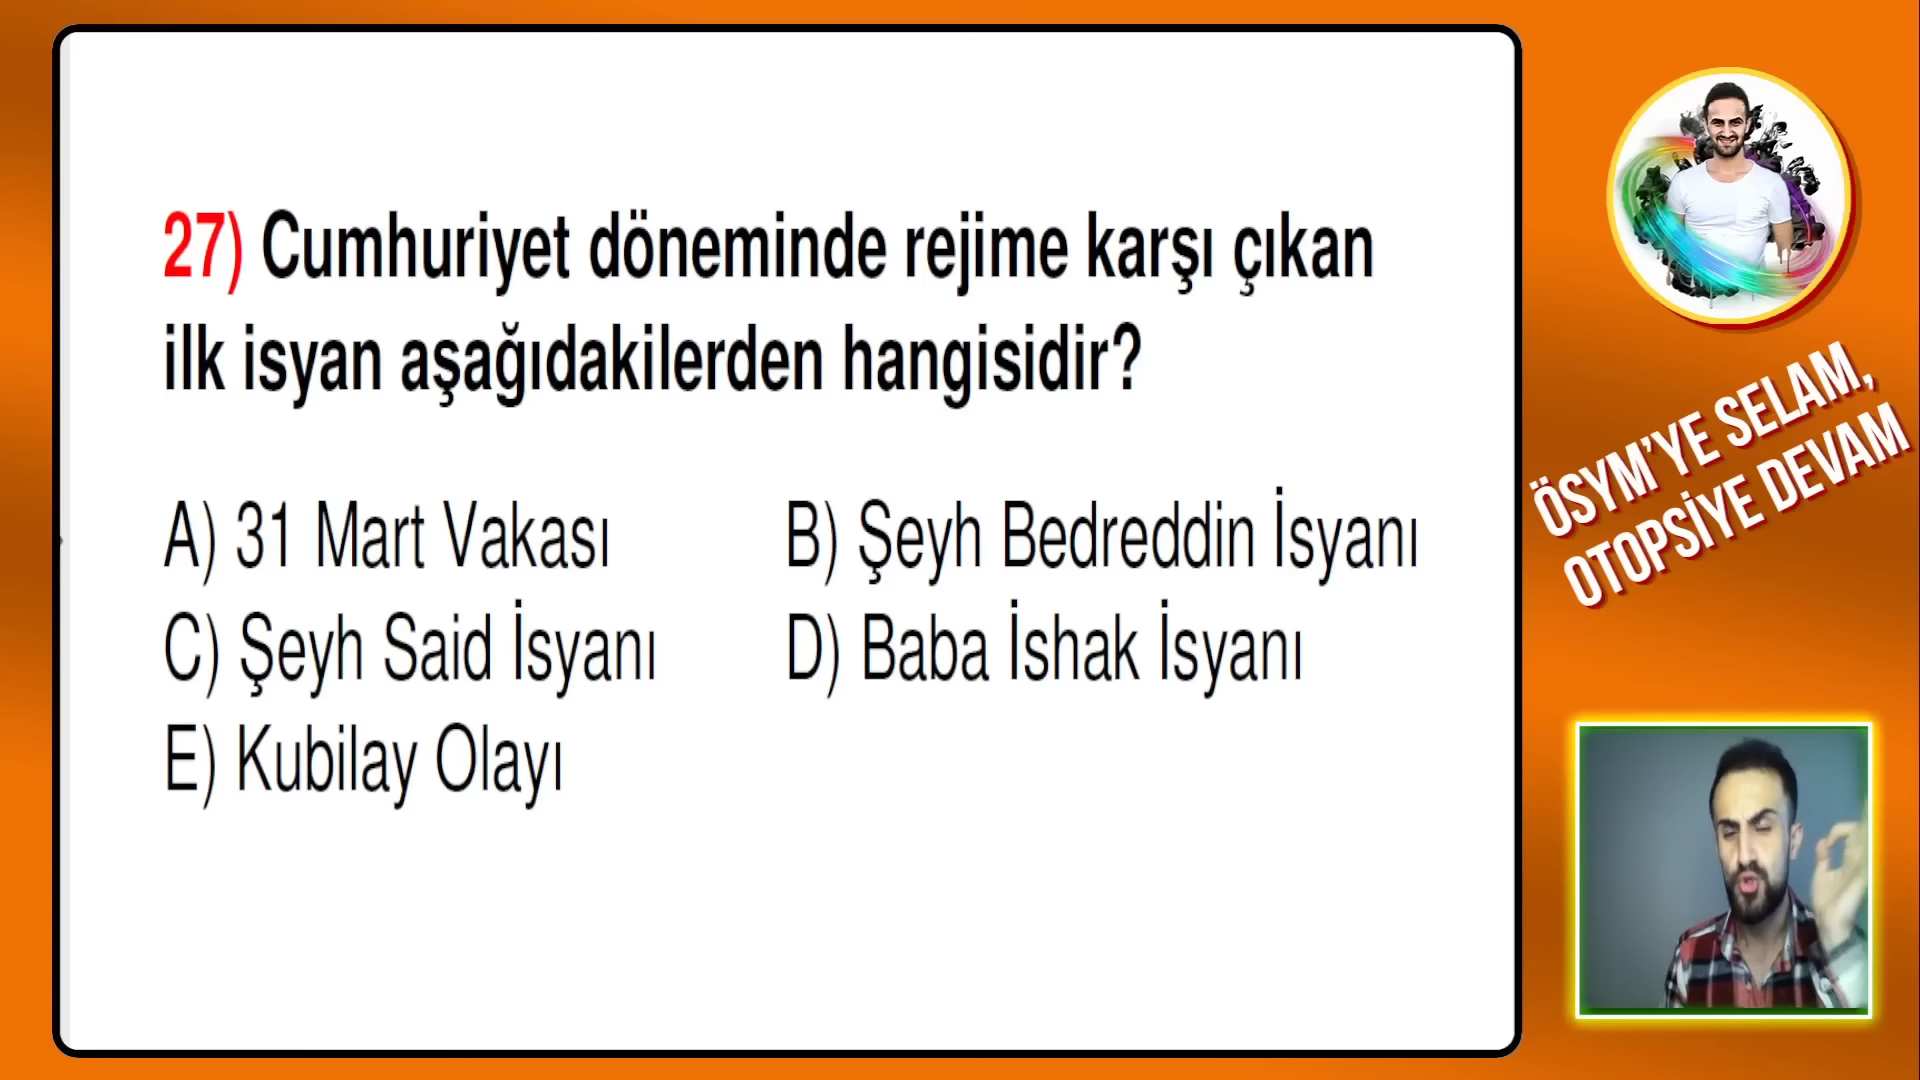 27) Cumhuriyet döneminde rejime karşı çıkan
ilk isyan aşağıdakilerden hangisidir?
A) 31 Mart Vakası
B) Şeyh Bedreddin İsyanı
C) Şeyh Said İsyanı
D) Baba İshak İsyanı
E) Kubilay Olayı
ÖSYM'YE SELAM,
OTOPSİYE DEVAM